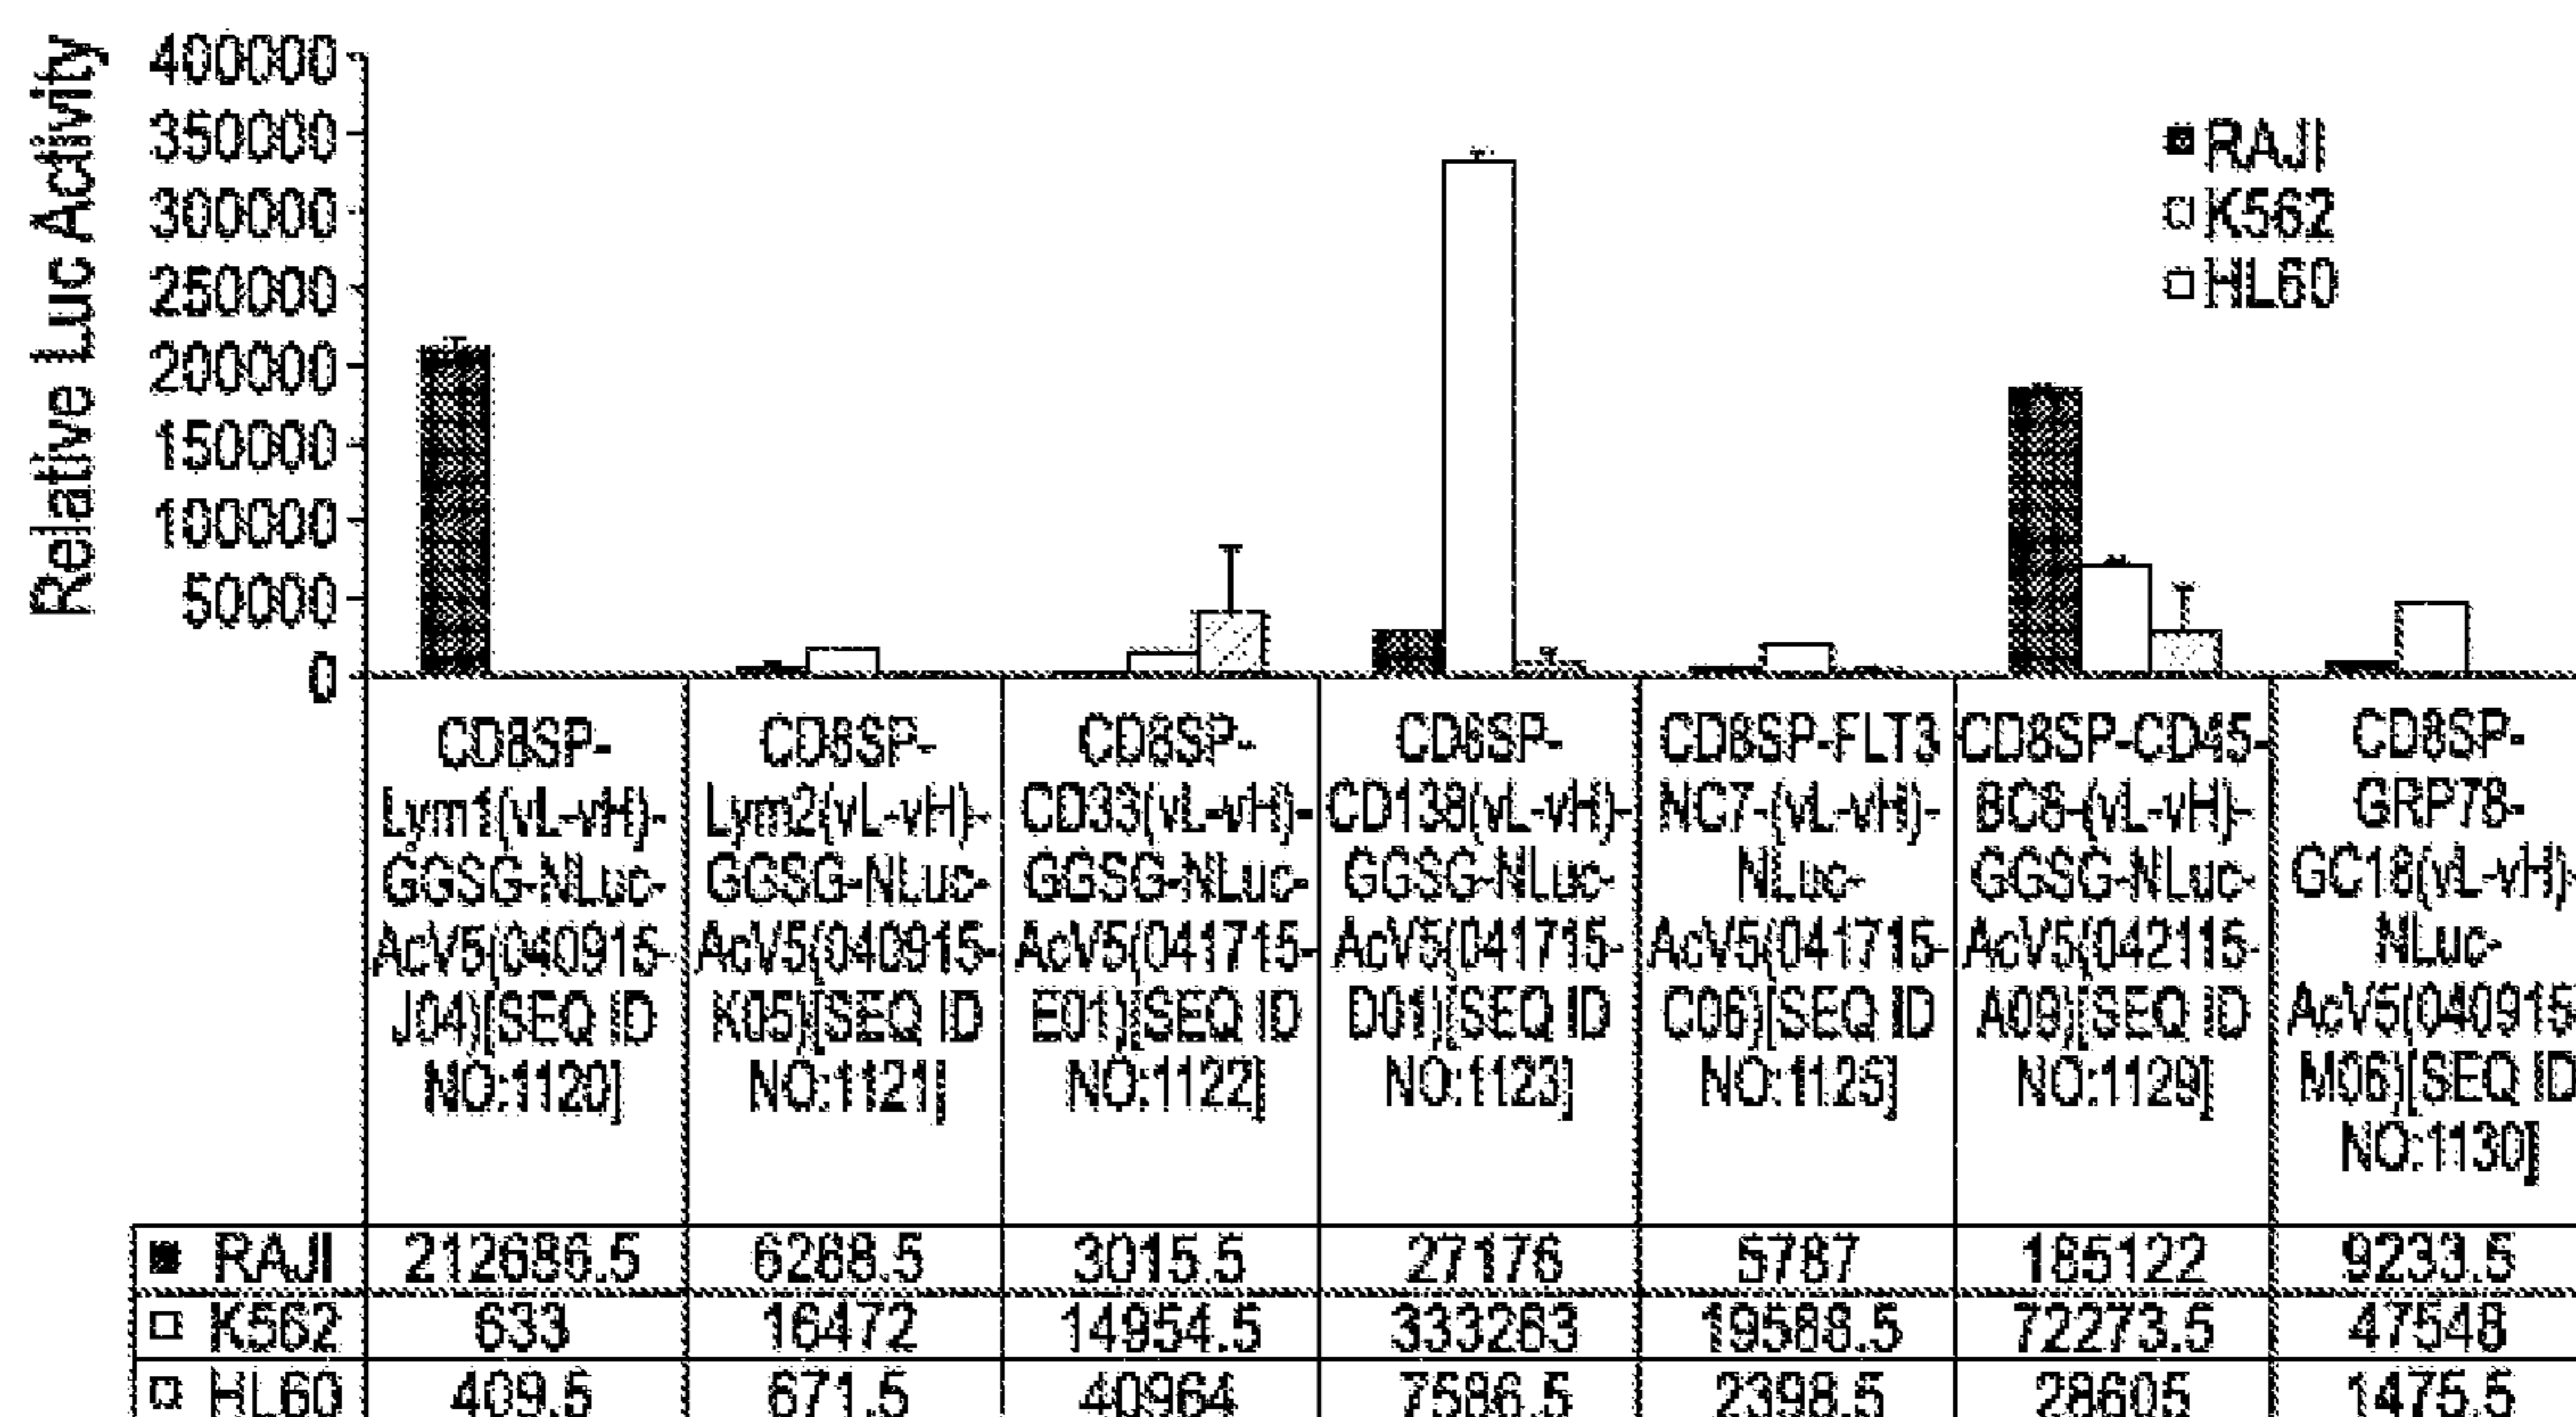 Relative Luc Activity
400000
350000
300000
250000
200000
150000
100000
50000
0
RAJI
K562
HL60
CD8SP-
Lym1(vL-vH)-
GGSG-NLuc-
AcV5(040915-
J04)[SEQ ID
NO:1120]
CD8SP-
Lym2(vL-vH)-
GGSG-NLuc-
AcV5(040915-
K05)[SEQ ID
NO:1121]
CD8SP-
CD33(vL-vH)-
GGSG-NLuc-
AcV5(041715-
E01)[SEQ ID
NO:1122]
CD8SP-
CD138(vL-vH)-
GGSG-NLuc-
AcV5(041715-
D01)[SEQ ID
NO:1123]
CD8SP-FLT3
NC7-(vL-vH)-
NLuc-
AcV5(041715-
C06)[SEQ ID
NO:1125]
CD8SP-CD45-
BC8-(vL-vH)-
GGSG-NLuc-
AcV5(042115-
A09)[SEQ ID
NO:1129]
CD8SP-
GRP78-
GC18(vL-vH)-
NLuc-
AcV5(040915
M06)[SEQ ID
NO:1130]
RAJI 212686.5 6268.5 3015.5 27176 5787 185122 9233.5
K562 633 16472 14954.5 333263 19588.5 72273.5 47548
HL60 409.5 671.5 40964 7586.5 2398.5 28605 1475.5